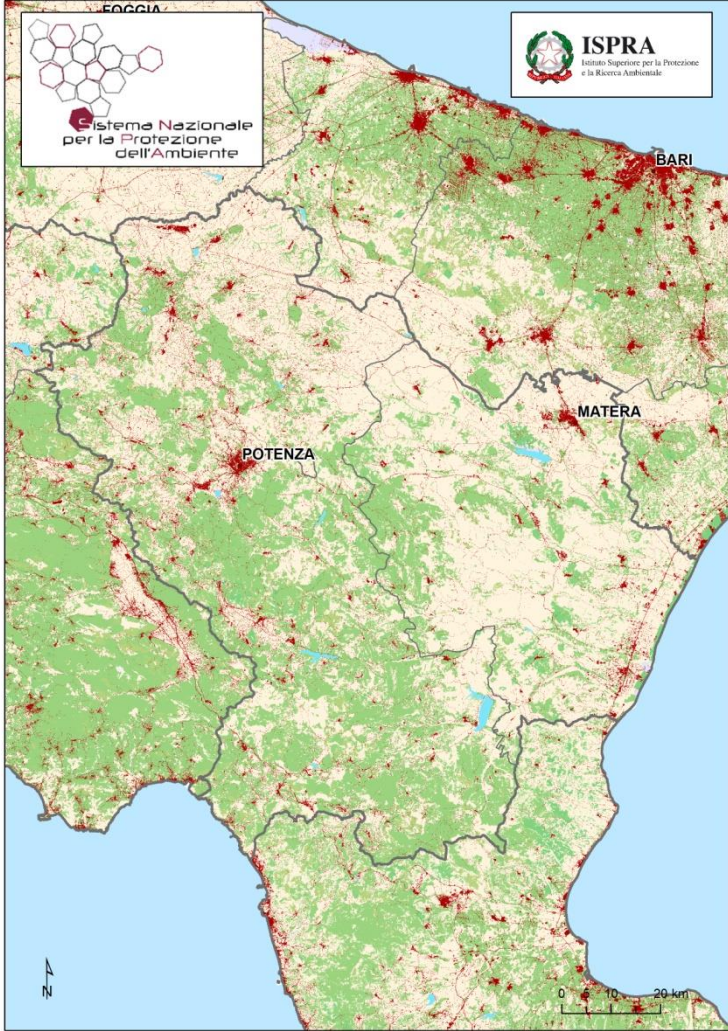 FOGGIA
Sistema Nazionale
per la Protezione
dell'Ambiente
ISPRA
Istituto Superiore per la Protezione
e la Ricerca Ambientale
BARI
MATERA
POTENZA
N
0 5 10 20 km